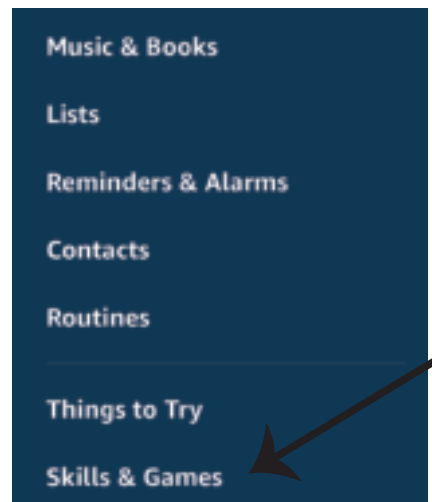 Music & Books
Lists
Reminders & Alarms
Contacts
Routines
Things to Try
Skills & Games